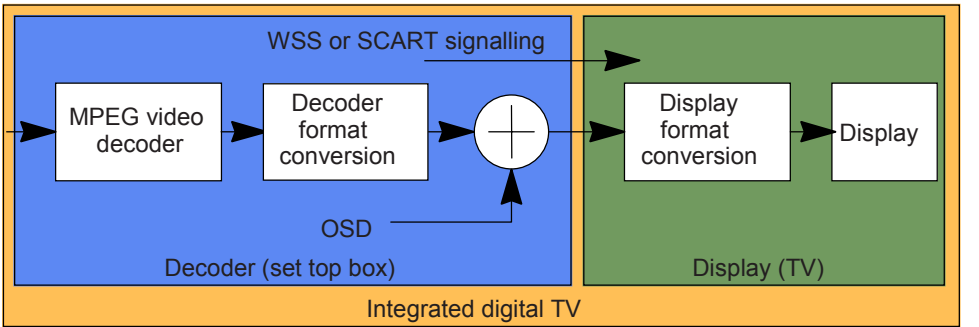 WSS or SCART signalling
MPEG video
decoder
Decoder
format
conversion
Display
format
conversion
Display
OSD
Decoder (set top box)
Display (TV)
Integrated digital TV